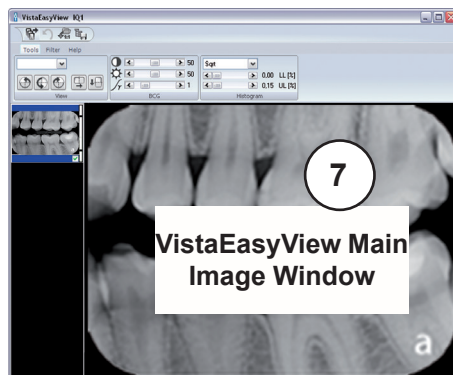 VistaEasyView IQ1
Tools Filter Help
50
50
1
View
BCG
Sqrt
0,00 LL [%]
0,15 UL [%]
Histogram
7
VistaEasyView Main
Image Window
a